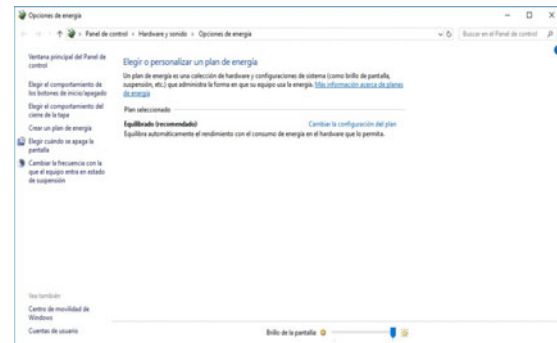 Opciones de energía
Panel de control > Hardware y sonido > Opciones de energía
Buscar en el Panel de control
Ventana principal del Panel de
control
Elegir el comportamiento de
los botones de inicio/apagado
Elegir el comportamiento del
cierre de la tapa
Crear un plan de energía
Elegir cuándo se apaga la
pantalla
Cambiar la frecuencia con la
que el equipo entra en estado
de suspensión
Elegir o personalizar un plan de energía
Un plan de energía es una colección de hardware y configuraciones de sistema (como brillo de pantalla,
suspensión, etc.) que administra la forma en que su equipo usa la energía. Más información acerca de planes
de energía
Plan seleccionado
Equilibrado (recomendado) Cambiar la configuración del plan
Equilibra automáticamente el rendimiento con el consumo de energía en el hardware que lo permita.
Vea también
Centro de movilidad de
Windows
Cuentas de usuario
Brillo de la pantalla: